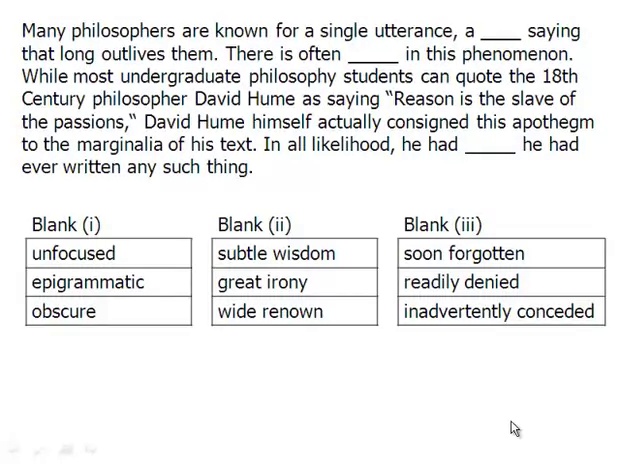 Many philosophers are known for a single utterance, a ____ saying
that long outlives them. There is often _____ in this phenomenon.
While most undergraduate philosophy students can quote the 18th
Century philosopher David Hume as saying “Reason is the slave of
the passions,“ David Hume himself actually consigned this apothegm
to the marginalia of his text. In all likelihood, he had _____ he had
ever written any such thing.
Blank (i) Blank (ii) Blank (iii)
unfocused subtle wisdom soon forgotten
epigrammatic great irony readily denied
obscure wide renown inadvertently conceded